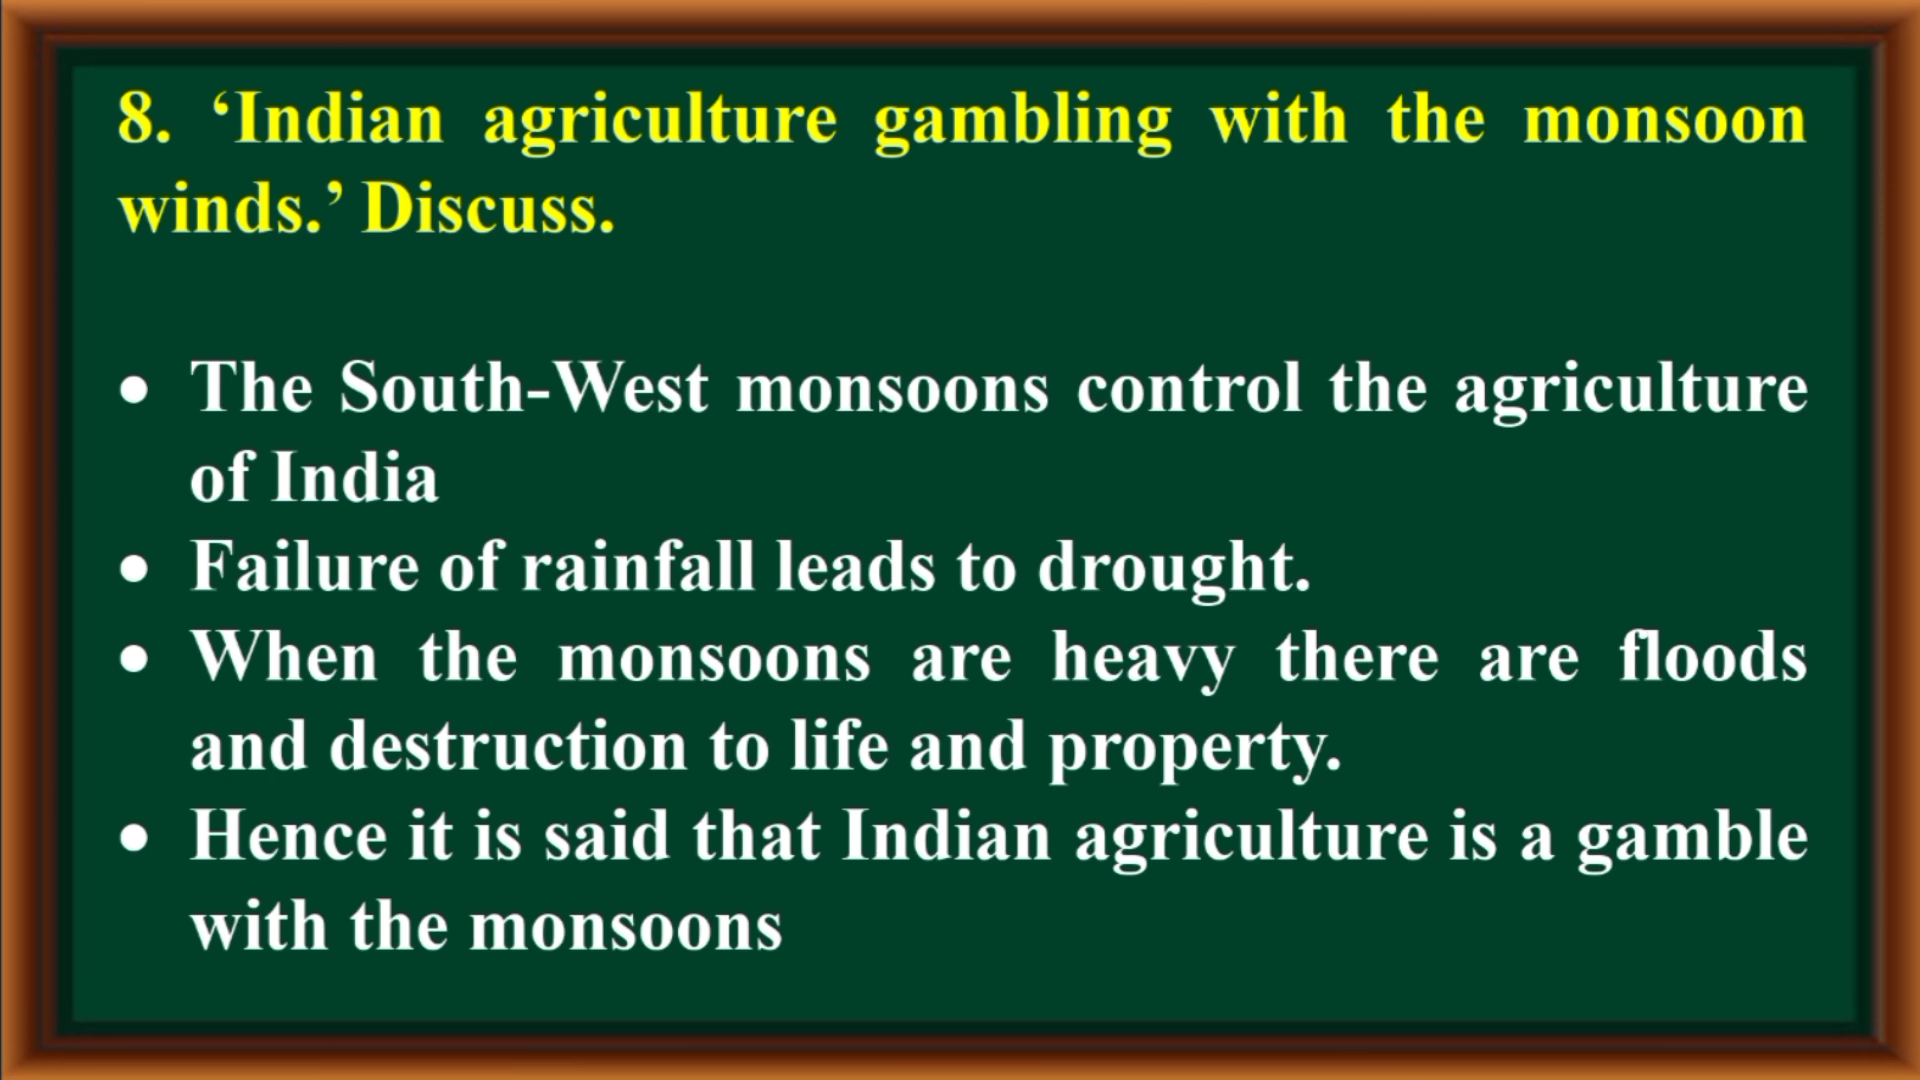 8. ‘Indian agriculture gambling with the monsoon
winds.’ Discuss.
• The South-West monsoons control the agriculture
of India
• Failure of rainfall leads to drought.
• When the monsoons are heavy there are floods
and destruction to life and property.
• Hence it is said that Indian agriculture is a gamble
with the monsoons